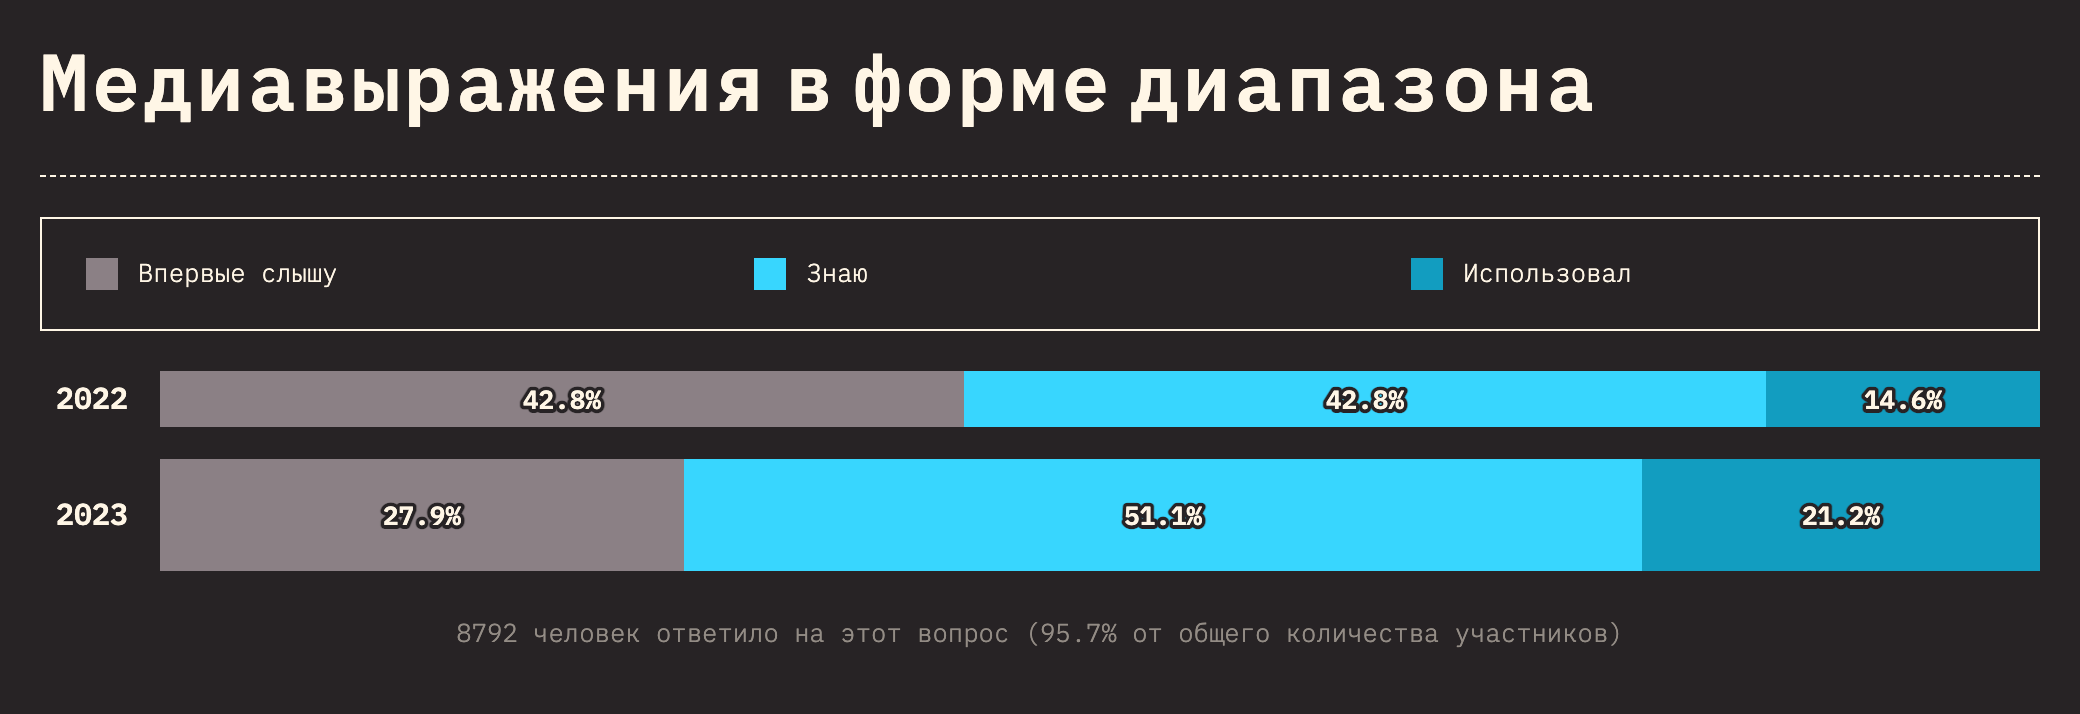 Медиавыражения в форме диапазона
Впервые слышу Знаю Использовал
2022 42.8% 42.8% 14.6%
2023 27.9% 51.1% 21.2%
8792 человек ответило на этот вопрос (95.7% от общего количества участников)